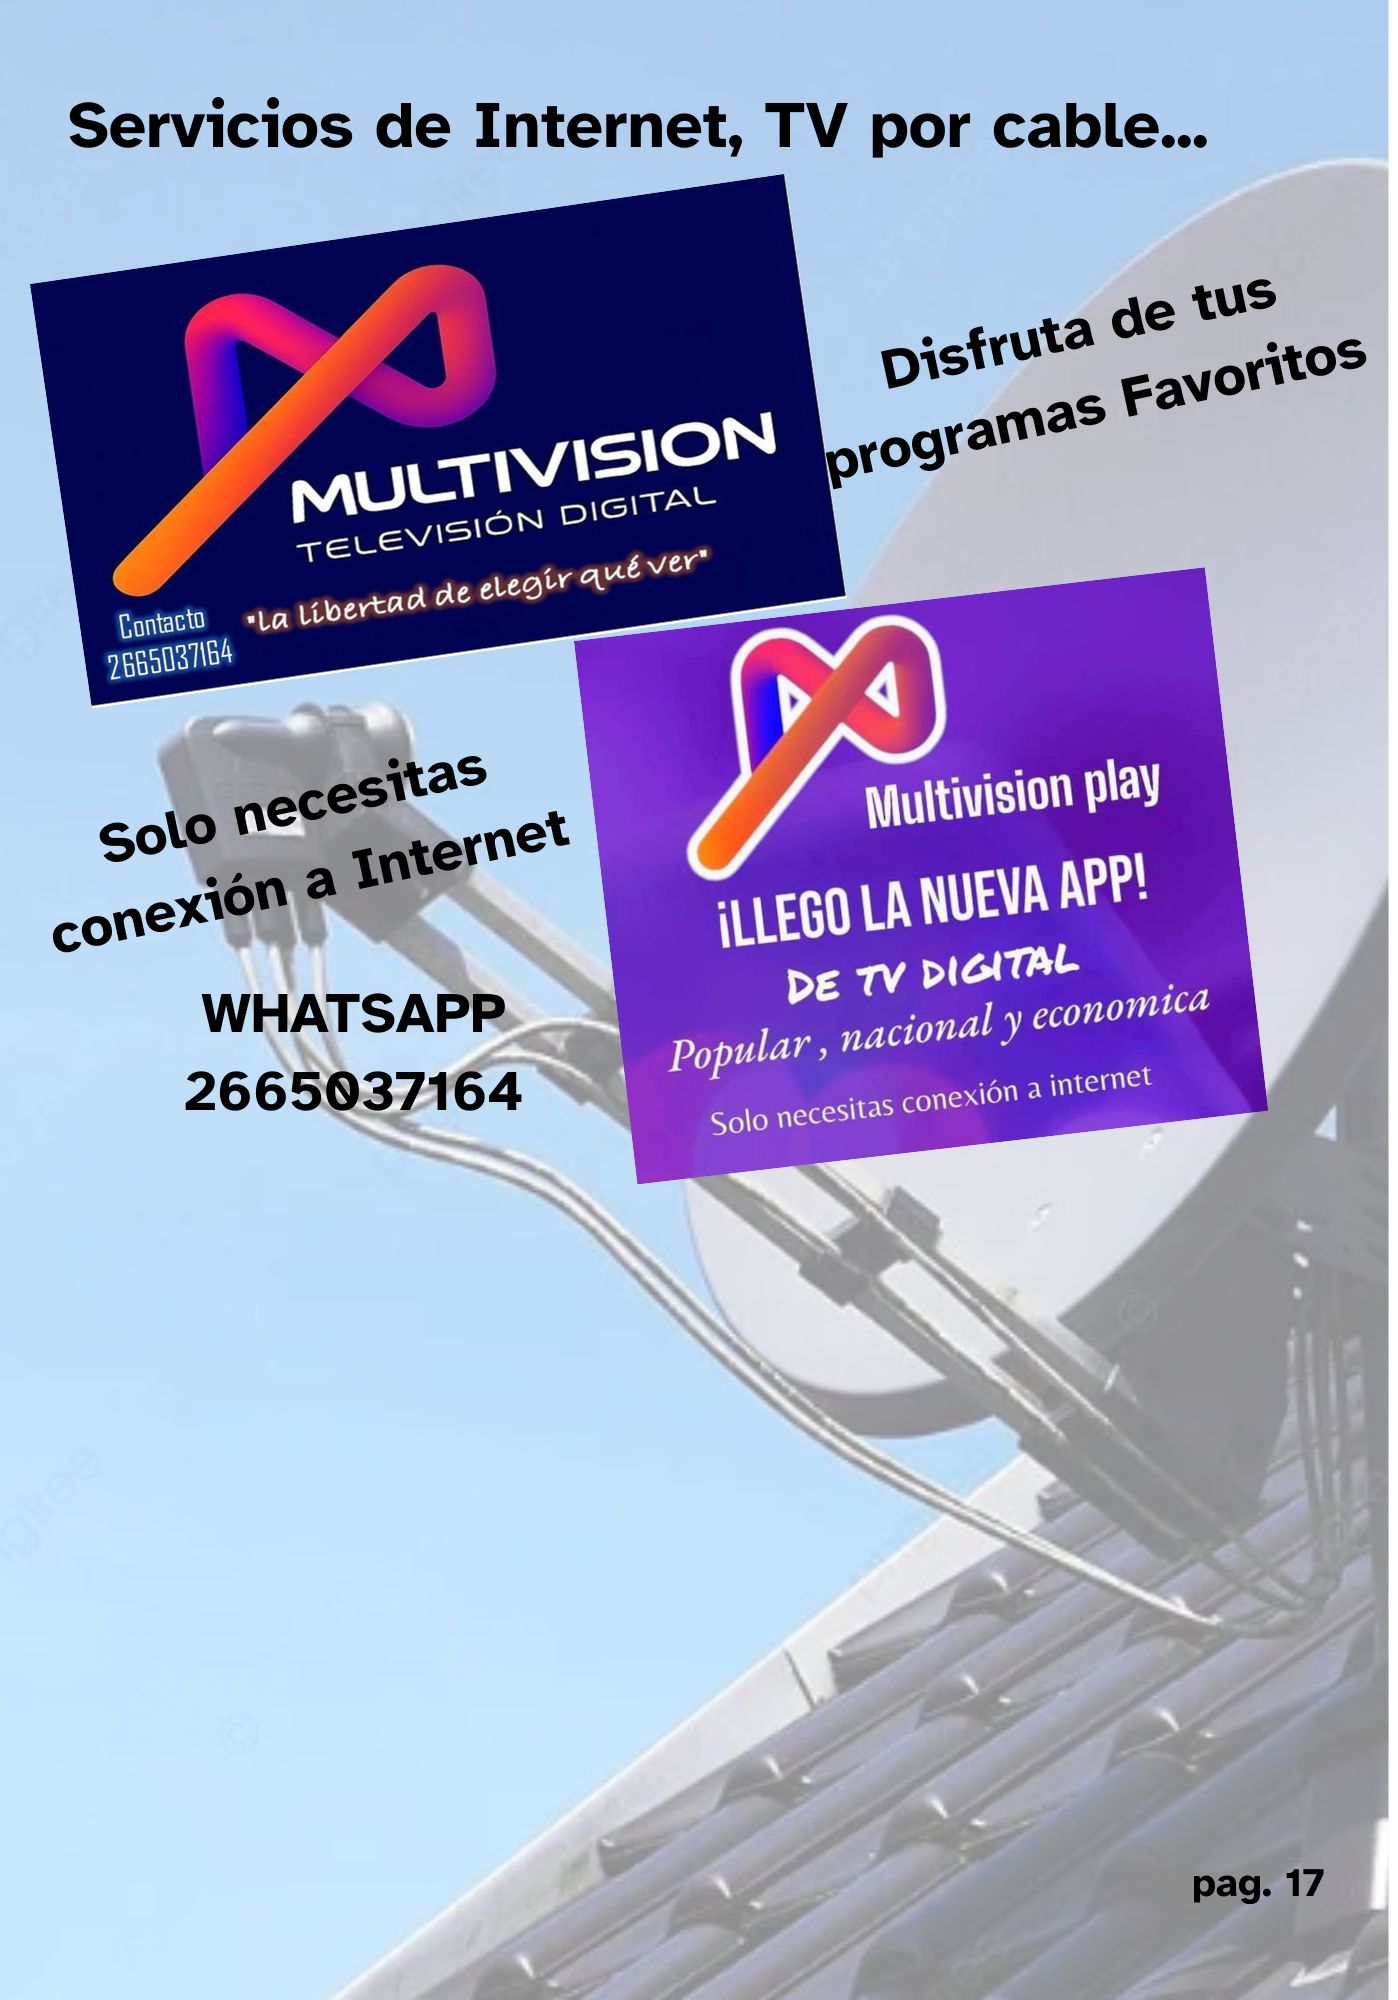 Servicios de Internet, TV por cable...
MULTIVISION
TELEVISIÓN DIGITAL
"la libertad de elegir qué ver"
Contacto
2665037164
Disfruta de tus
programas Favoritos
Multivision play
¡LLEGO LA NUEVA APP!
DE TV DIGITAL
Popular , nacional y economica
Solo necesitas conexión a internet
Solo necesitas
conexión a Internet
WHATSAPP
2665037164
pag. 17